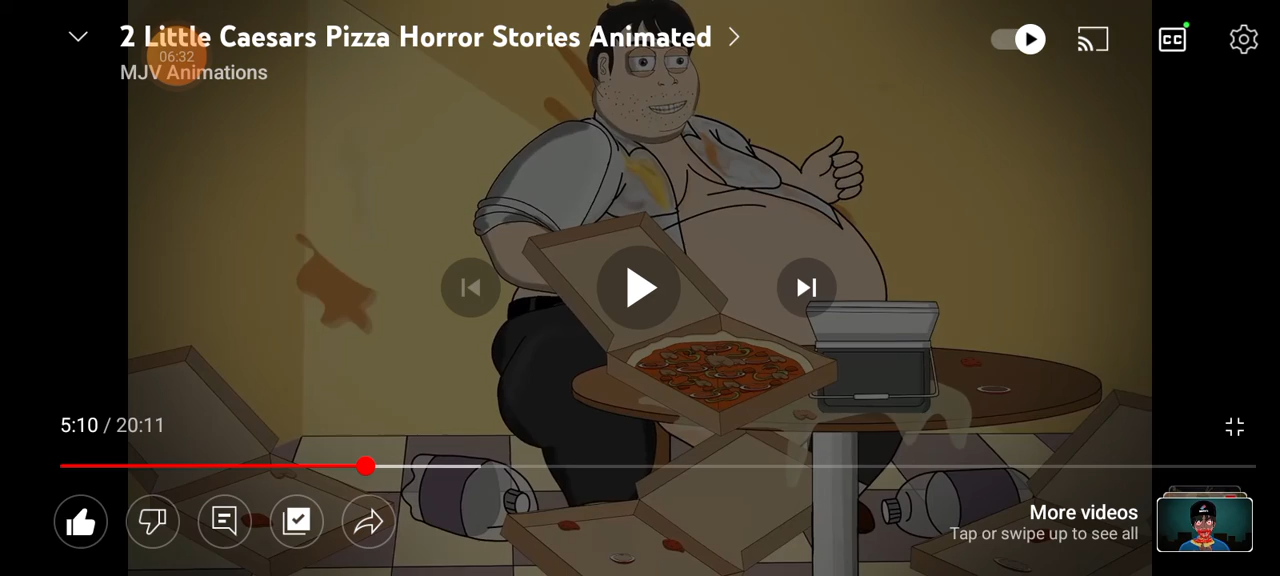 2 Little Caesars Pizza Horror Stories Animated
06:32
MJV Animations
CC
5:10 / 20:11
More videos
Tap or swipe up to see all